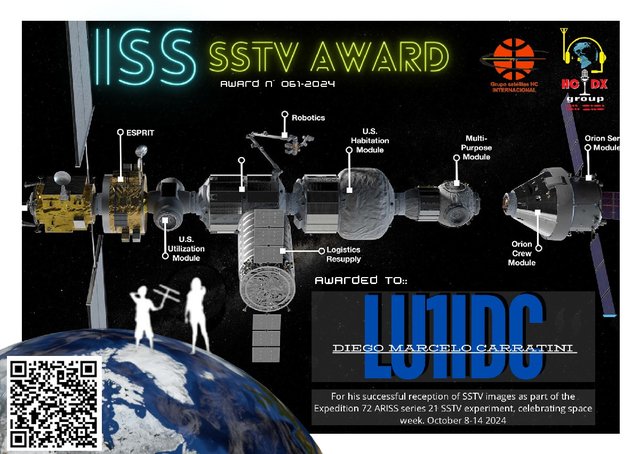 ISS SSTV AWARD
AWARD N° 061-2024
Grupo satélites HC
INTERNACIONAL
HC DX
group
Robotics
ESPRIT
U.S.
Habitation
Module
Multi-
Purpose
Module
Orion Ser
Module
U.S.
Utilization
Module
Logistics
Resupply
Orion
Crew
Module
AWARDED TO::
LU1IDC
DIEGO MARCELO CARRATINI
For his successful reception of SSTV images as part of the
Expedition 72 ARISS series 21 SSTV experiment, celebrating space
week. October 8-14 2024